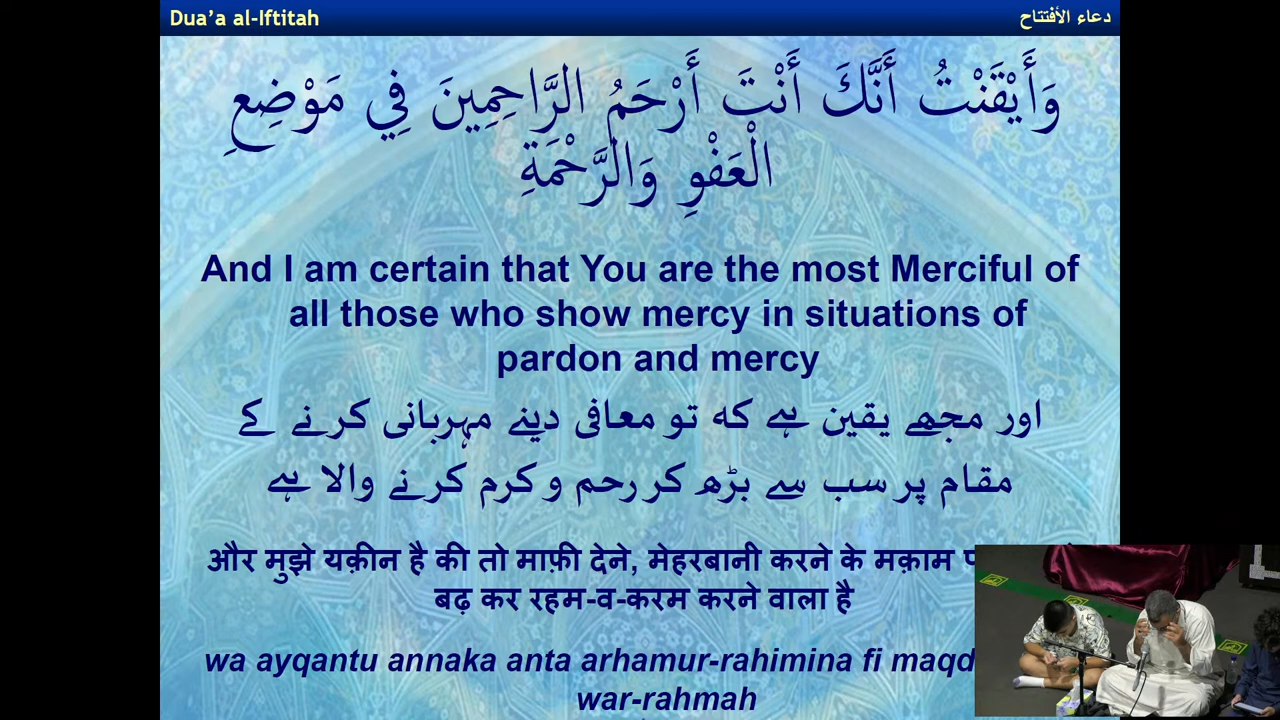 Dua’a al-Iftitah
دعاء الأفتتاح
وَأَيْقَنْتُ أَنَّكَ أَنْتَ أَرْحَمُ الرَّاحِمِينَ فِي مَوْضِعِ
الْعَفْوِ وَالرَّحْمَةِ
And I am certain that You are the most Merciful of
all those who show mercy in situations of
pardon and mercy
اور مجھے یقین ہے کہ تو معافی دینے مہربانی کرنے کے
مقام پر سب سے بڑھ کر رحم و کرم کرنے والا ہے
और मुझे यक़ीन है की तो माफ़ी देने, मेहरबानी करने के मक़ाम
बढ़ कर रहम-व-करम करने वाला है
wa ayqantu annaka anta arhamur-rahimina fi
war-rahmah